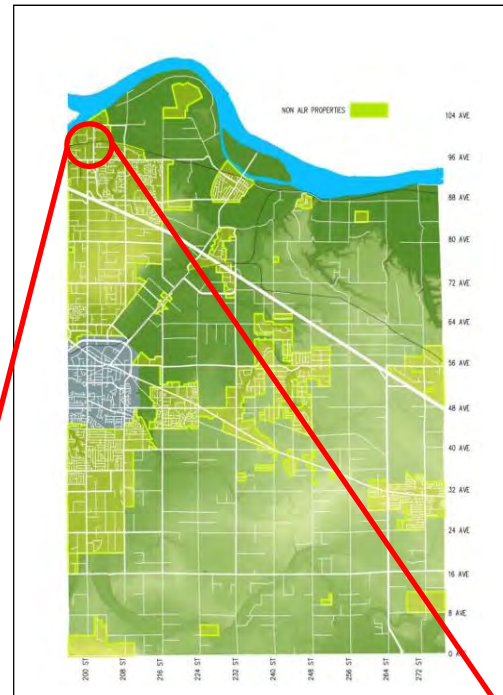 NON ALR PROPERTIES
104 AVE
96 AVE
88 AVE
80 AVE
72 AVE
64 AVE
56 AVE
48 AVE
40 AVE
32 AVE
24 AVE
16 AVE
8 AVE
0 AVE
200 ST
208 ST
216 ST
224 ST
232 ST
240 ST
248 ST
256 ST
264 ST
272 ST